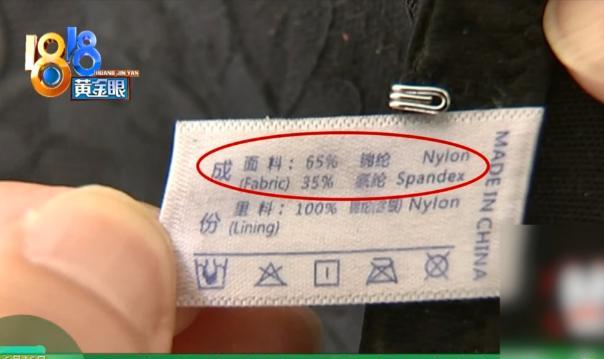 1818
HUANG JIN YAN
黄金眼
成 面料：65% 锦纶 Nylon
(Fabric) 35% 氨纶 Spandex
份 里料：100% Nylon
(Lining)
MADE IN CHINA